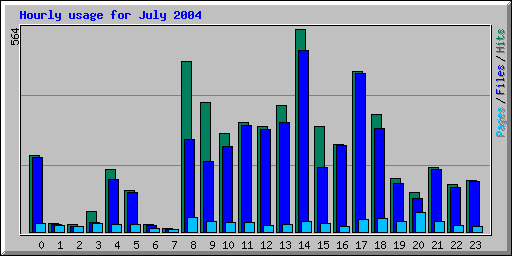 Hourly usage for July 2004
564
Pages / Files / Hits
0 1 2 3 4 5 6 7 8 9 10 11 12 13 14 15 16 17 18 19 20 21 22 23